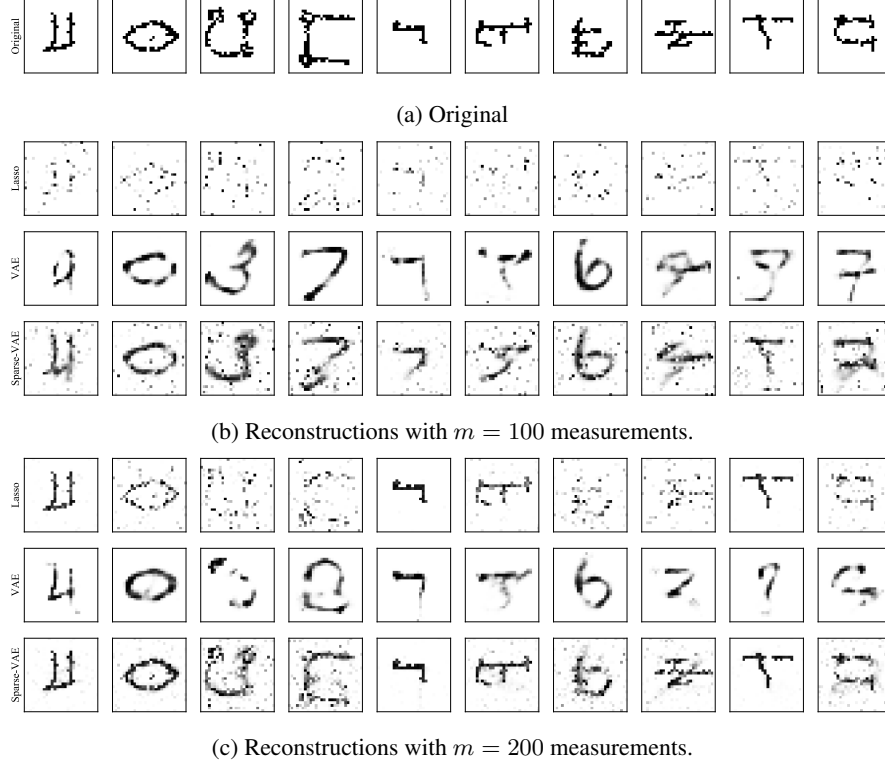 Original
(a) Original
Lasso
VAE
Sparse-VAE
(b) Reconstructions with m = 100 measurements.
Lasso
VAE
Sparse-VAE
(c) Reconstructions with m = 200 measurements.